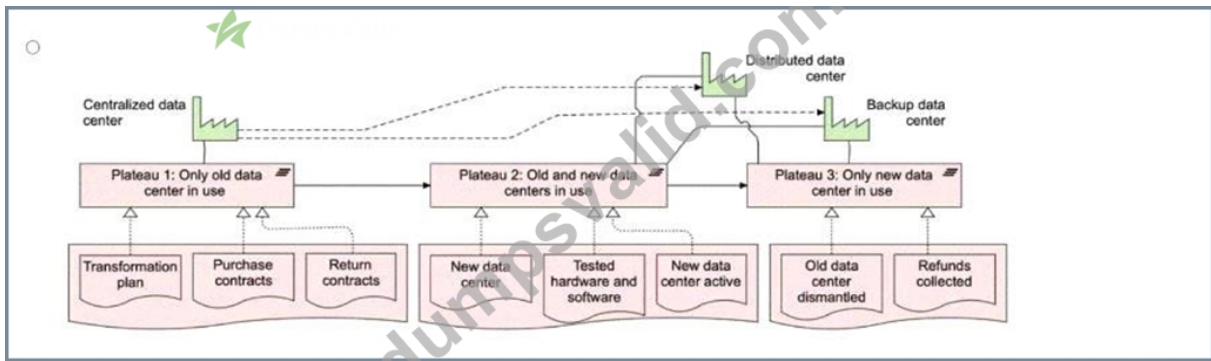 Distributed data
center
Centralized data
center
Backup data
center
Plateau 1: Only old data
center in use
Plateau 2: Old and new data
centers in use
Plateau 3: Only new data
center in use
Transformation
plan
Purchase
contracts
Return
contracts
New data
center
Tested
hardware and
software
New data
center active
Old data
center
dismantled
Refunds
collected
dumpsvalid.com